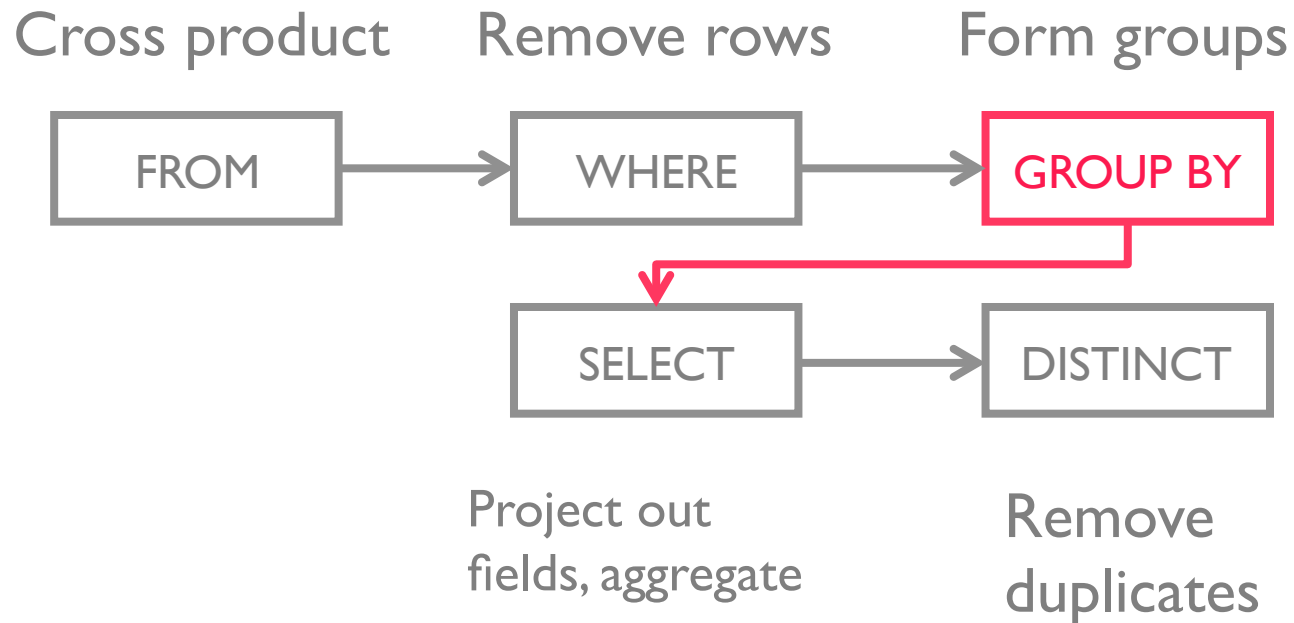 Cross product
Remove rows
Form groups
FROM
WHERE
GROUP BY
SELECT
DISTINCT
Project out
fields, aggregate
Remove
duplicates